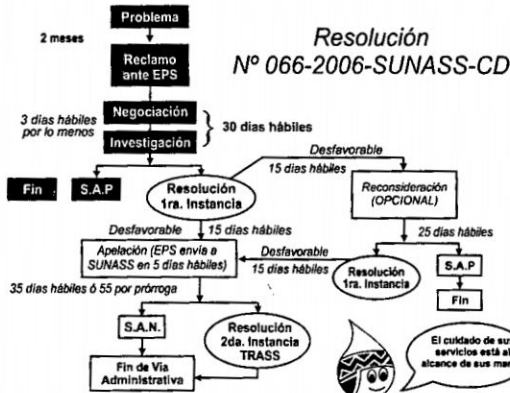 Problema
2 meses
Resolución
Nº 066-2006-SUNASS-CD
Reclamo
ante EPS
Negociación
3 días hábiles
por lo menos
30 días hábiles
Investigación
Desfavorable
15 días hábiles
Fin
S.A.P
Resolución
1ra. Instancia
Reconsideración
(OPCIONAL)
Desfavorable
15 días hábiles
25 días hábiles
Apelación (EPS envía a
SUNASS en 5 días hábiles)
Desfavorable
15 días hábiles
Resolución
1ra. Instancia
S.A.P
Fin
35 días hábiles ó 55 por prórroga
S.A.N.
Resolución
2da. Instancia
TRASS
Fin de Vía
Administrativa
El cuidado de sus
servicios está al
alcance de sus